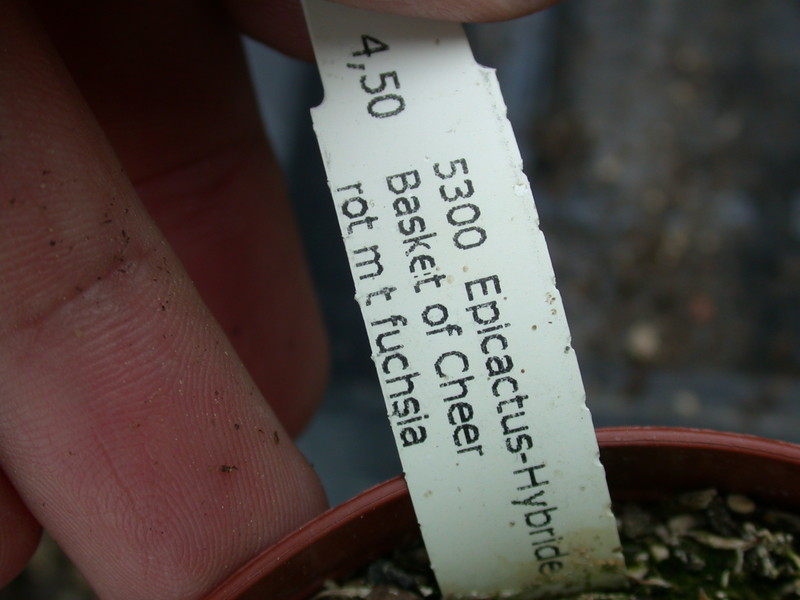 4,50
5300 Epicactus-Hybride
Basket of Cheer
rot m t fuchsia